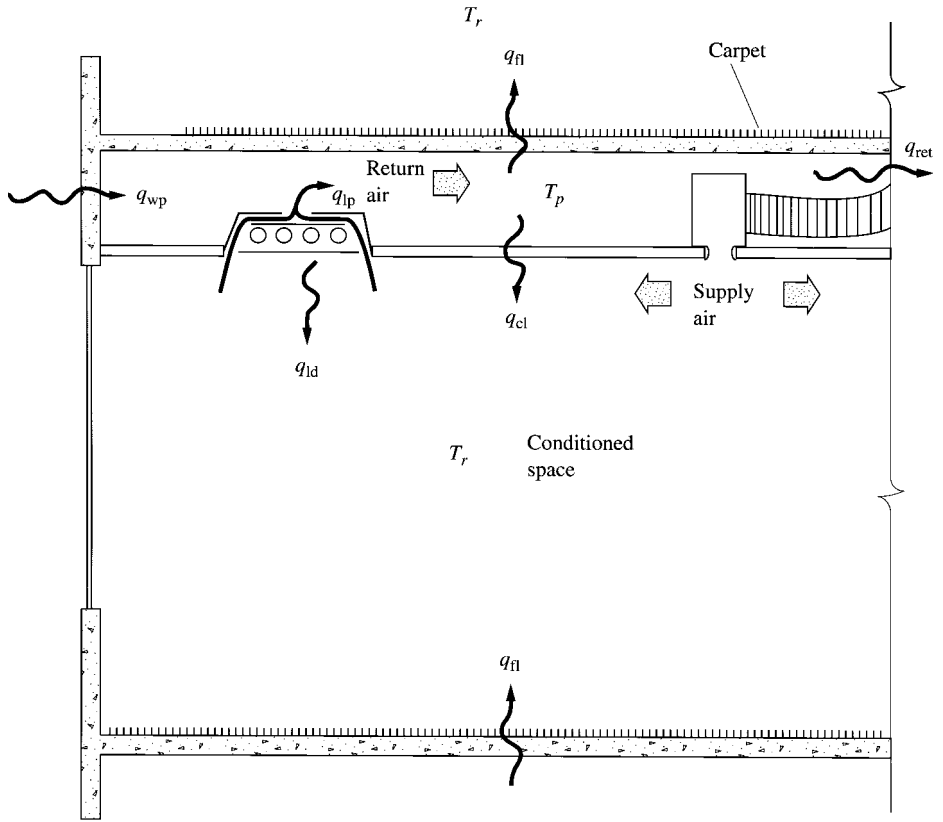 T_r
q_fl
Carpet
q_ret
q_wp
q_lp
Return
air
T_p
q_cl
Supply
air
q_ld
T_r
Conditioned
space
q_fl